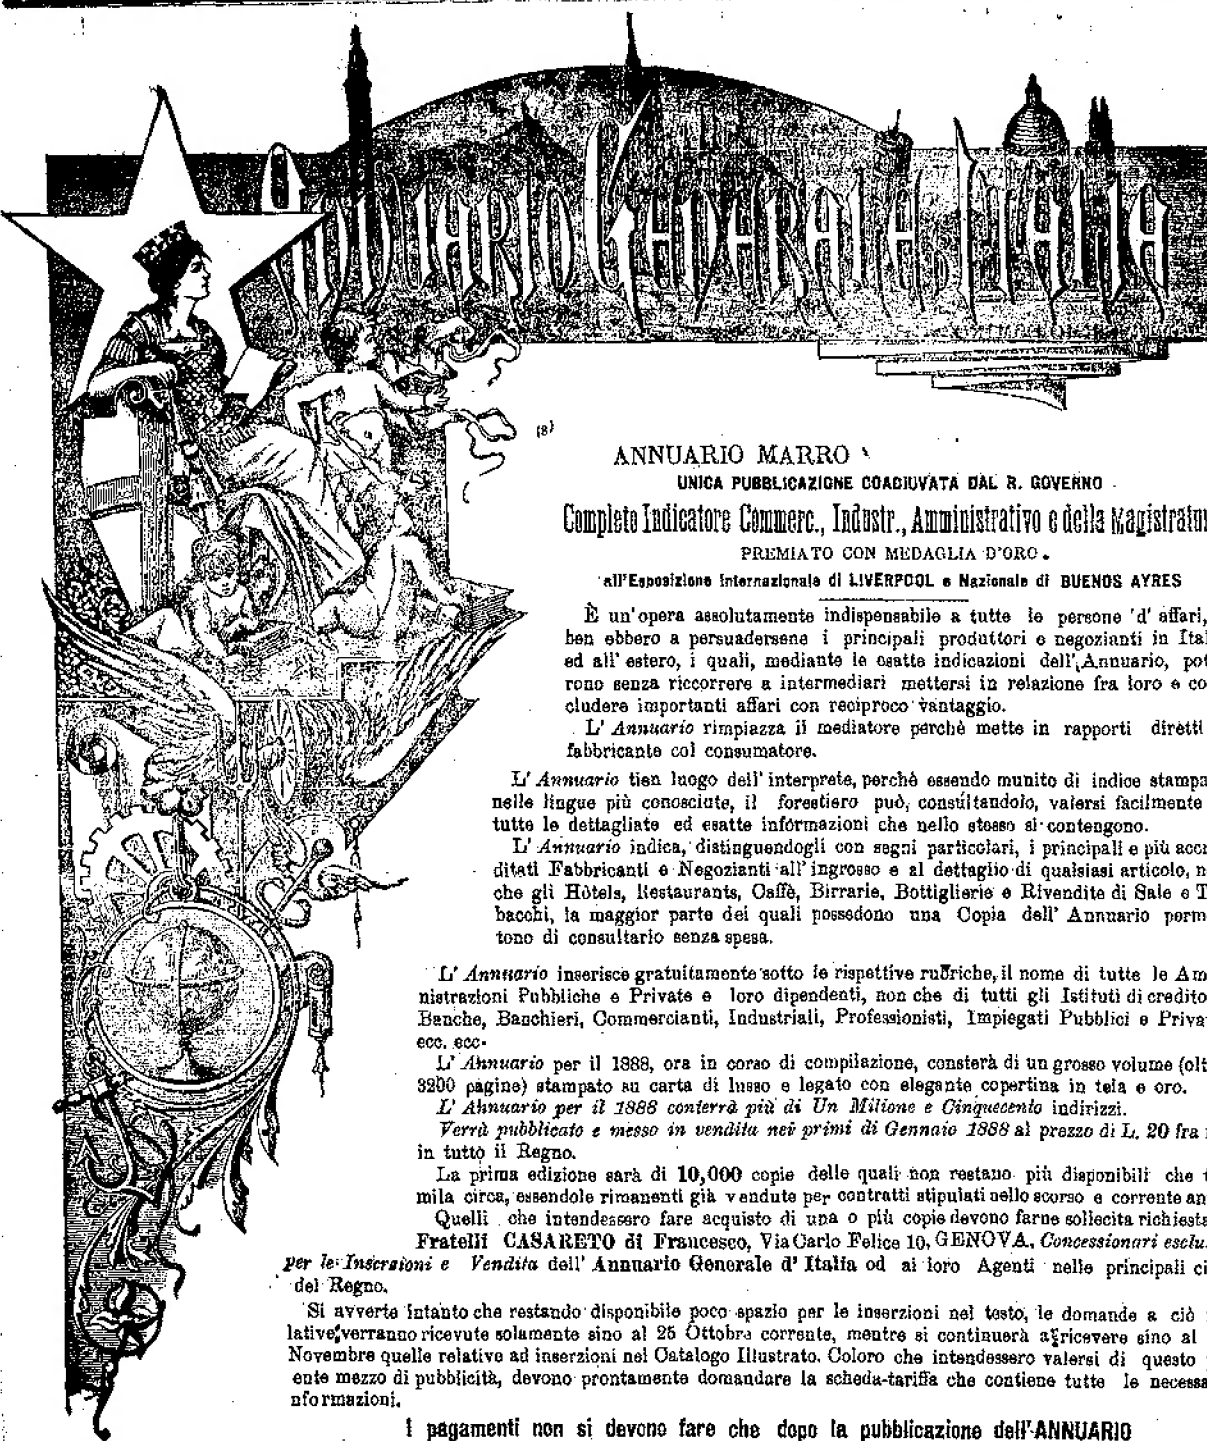 Annuario Generale d'Italia
(8)
ANNUARIO MARRO
UNICA PUBBLICAZIONE COADIUVATA DAL R. GOVERNO
Completo Indicatore Commerc., Industr., Amministrativo e della Magistratur
PREMIATO CON MEDAGLIA D'ORO.
all'Esposizione Internazionale di LIVERPOOL e Nazionale di BUENOS AYRES
È un'opera assolutamente indispensabile a tutte le persone d'affari,
ben ebbero a persuadersene i principali produttori e negozianti in Ital
ed all'estero, i quali, mediante le esatte indicazioni dell'Annuario, pot
rono senza riccorrere a intermediari mettersi in relazione fra loro e co
cludere importanti affari con reciproco vantaggio.
L'Annuario rimpiazza il mediatore perchè mette in rapporti diretti
fabbricante col consumatore.
L'Annuario tien luogo dell'interprete, perchè essendo munito di indice stampa
nelle lingue più conosciute, il forestiero può, consultandolo, valersi facilmente
tutte le dettagliate ed esatte informazioni che nello stesso si contengono.
L'Annuario indica, distinguendogli con segni particolari, i principali e più accr
ditati Fabbricanti e Negozianti all'ingrosso e al dettaglio di qualsiasi articolo, n
che gli Hôtels, Restaurants, Caffè, Birrarie, Bottiglierie e Rivendite di Sale e T
bacchi, la maggior parte dei quali possedono una Copia dell' Annuario perm
tono di consultarlo senza spesa.
L'Annuario inserisce gratuitamente sotto le rispettive rubriche, il nome di tutte le Am
nistrazioni Pubbliche e Private e loro dipendenti, non che di tutti gli Istituti di credito
Banche, Banchieri, Commercianti, Industriali, Professionisti, Impiegati Pubblici e Priva
ecc. ecc.
L'Annuario per il 1888, ora in corso di compilazione, consterà di un grosso volume (olt
3200 pagine) stampato su carta di lusso e legato con elegante copertina in tela e oro.
L'Annuario per il 1888 conterrà più di Un Milione e Cinquecento indirizzi.
Verrà pubblicato e messo in vendita nei primi di Gennaio 1888 al prezzo di L. 20 fra
in tutto il Regno.
La prima edizione sarà di 10,000 copie delle quali non restano più disponibili che
mila circa, essendole rimanenti già vendute per contratti stipulati nello scorso e corrente an
Quelli che intendessero fare acquisto di una o più copie devono farne sollecita richiesta
Fratelli CASARETO di Francesco, Via Carlo Felice 10, GENOVA, Concessionari esclu
per le Inserzioni e Vendita dell' Annuario Generale d'Italia od ai loro Agenti nelle principali ci
del Regno.
Si avverte intanto che restando disponibile poco spazio per le inserzioni nel testo, le domande a ciò
lative verranno ricevute solamente sino al 25 Ottobre corrente, mentre si continuerà a ricevere sino al
Novembre quelle relative ad inserzioni nel Catalogo Illustrato. Coloro che intendessero valersi di questo
ente mezzo di pubblicità, devono prontamente domandare la scheda-tariffa che contiene tutte le necessa
nformazioni.
I pagamenti non si devono fare che dopo la pubblicazione dell'ANNUARIO